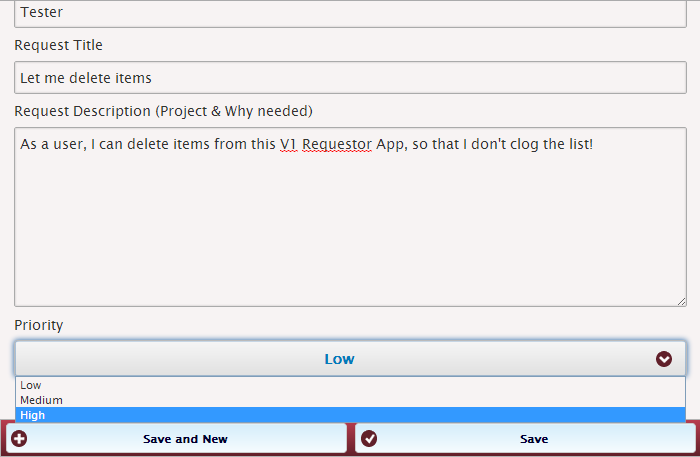 Tester
Request Title
Let me delete items
Request Description (Project & Why needed)
As a user, I can delete items from this V1 Requestor App, so that I don't clog the list!
Priority
Low
Low
Medium
High
Save and New
Save